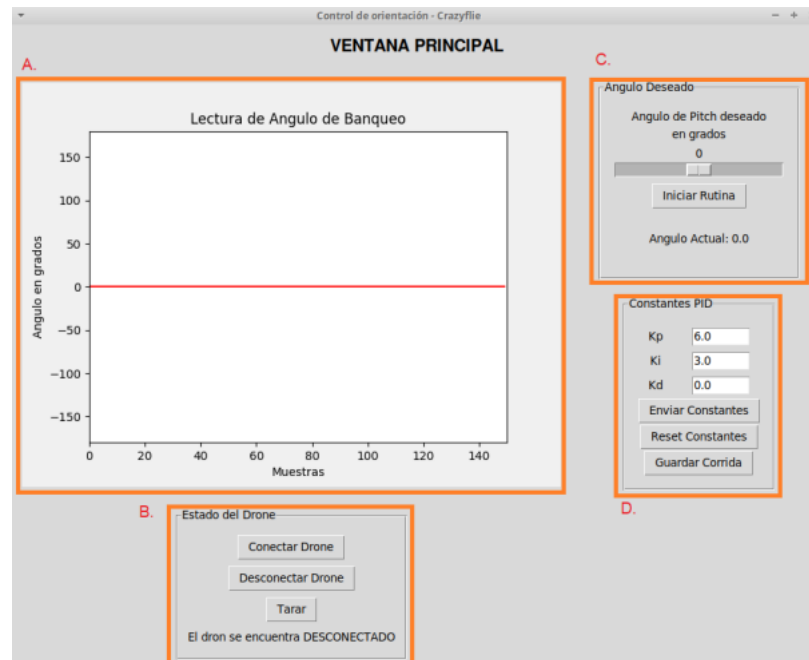 Control de orientación - Crazyflie
VENTANA PRINCIPAL
A.
Lectura de Angulo de Banqueo
Angulo en grados
150
100
50
0
−50
−100
−150
0 20 40 60 80 100 120 140
Muestras
B.
Estado del Drone
Conectar Drone
Desconectar Drone
Tarar
El dron se encuentra DESCONECTADO
C.
Angulo Deseado
Angulo de Pitch deseado
en grados
0
Iniciar Rutina
Angulo Actual: 0.0
Constantes PID
Kp 6.0
Ki 3.0
Kd 0.0
Enviar Constantes
Reset Constantes
Guardar Corrida
D.